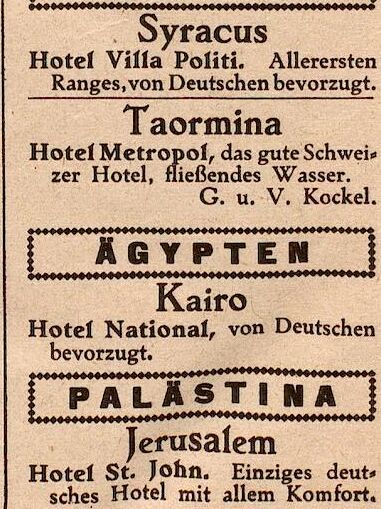 Syracus
Hotel Villa Politi. Allerersten
Ranges, von Deutschen bevorzugt.
Taormina
Hotel Metropol, das gute Schwei-
zer Hotel, fließendes Wasser.
G. u. V. Kockel.
ÄGYPTEN
Kairo
Hotel National, von Deutschen
bevorzugt.
PALÄSTINA
Jerusalem
Hotel St. John. Einziges deut-
sches Hotel mit allem Komfort.